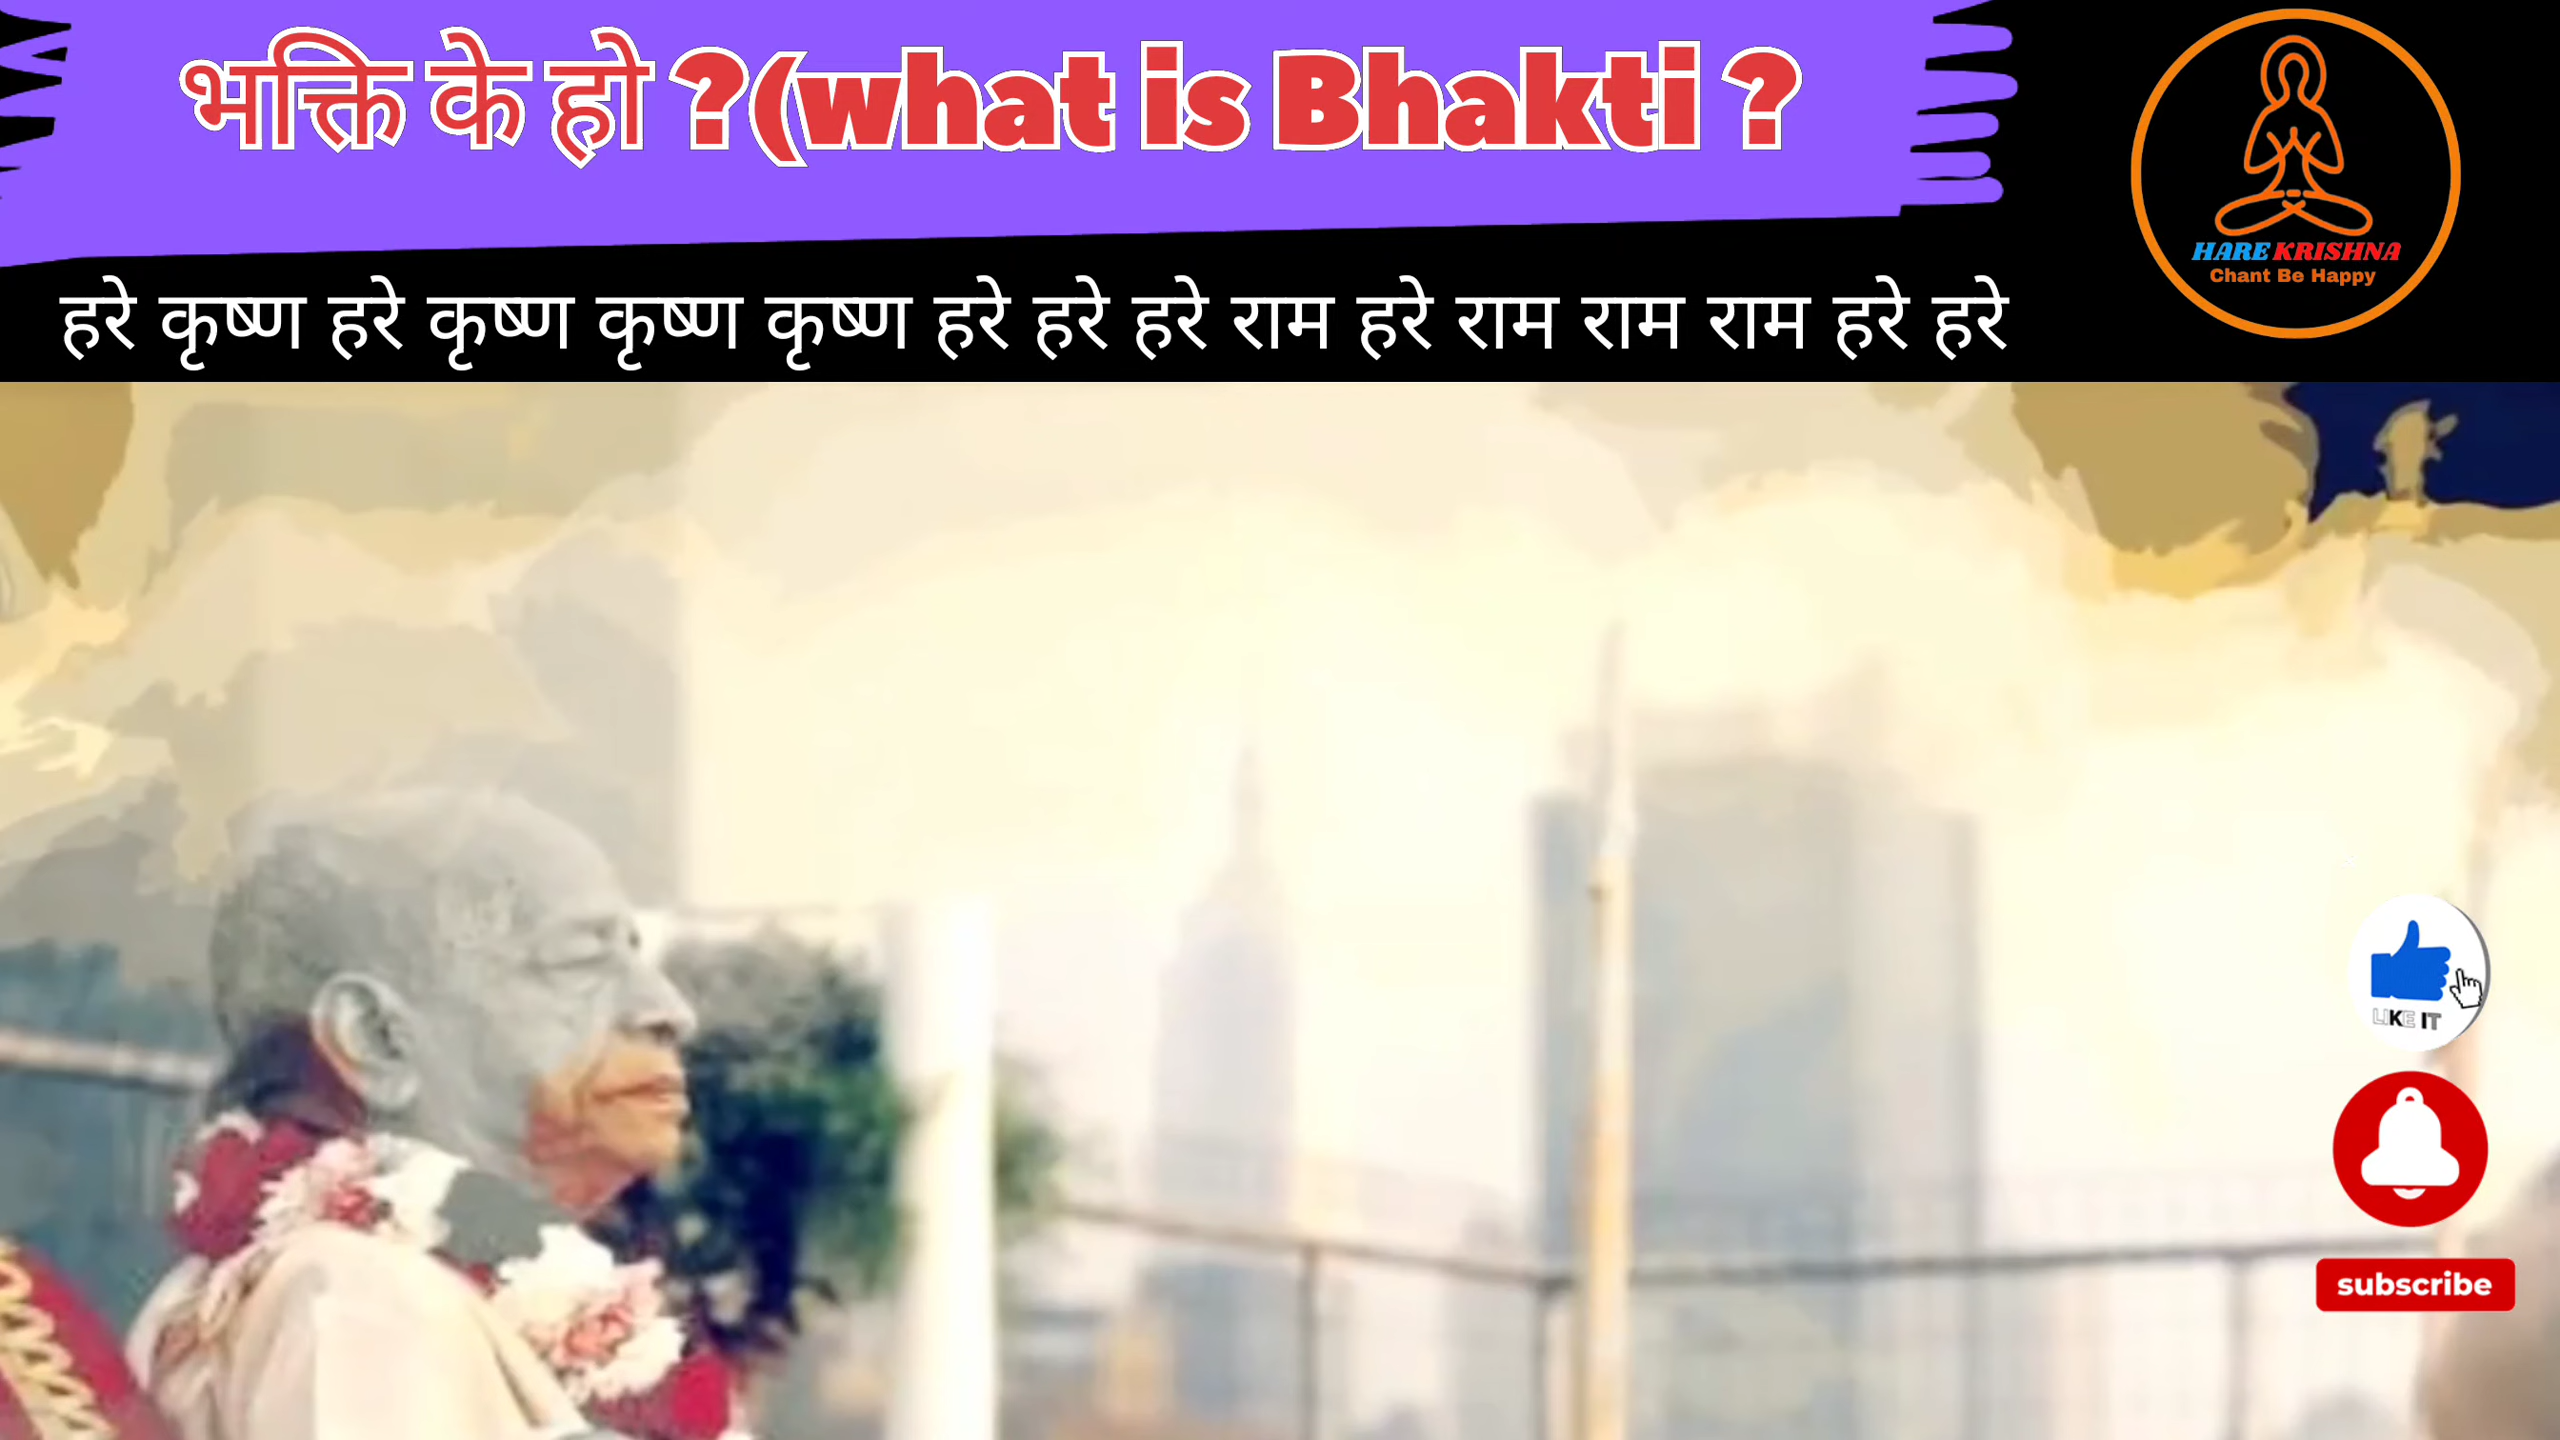 भक्ति के हो ?(what is Bhakti ?
HARE KRISHNA
Chant Be Happy
हरे कृष्ण हरे कृष्ण कृष्ण कृष्ण हरे हरे हरे राम हरे राम राम राम हरे हरे
LIKE IT
subscribe